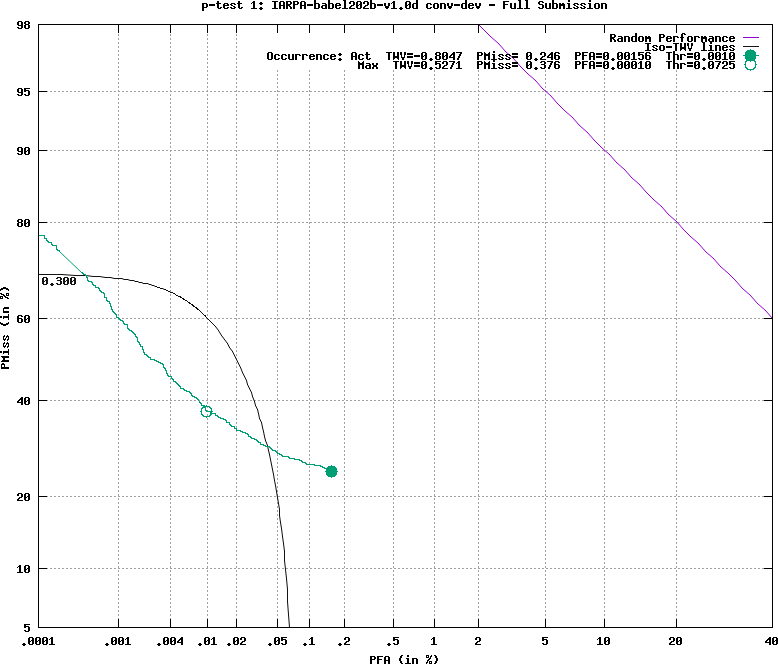 p-test 1: IARPA-babel202b-v1.0d conv-dev - Full Submission
Random Performance
Iso-TWV lines
Occurrence: Act TWV=-0.8047 PMiss= 0.246 PFA=0.00156 Thr=0.0010
Max TWV=0.5271 PMiss= 0.376 PFA=0.00010 Thr=0.0725
98
95
90
80
60
40
20
10
5
PMiss (in %)
0.300
.0001 .001 .004 .01 .02 .05 .1 .2 .5 1 2 5 10 20 40
PFA (in %)